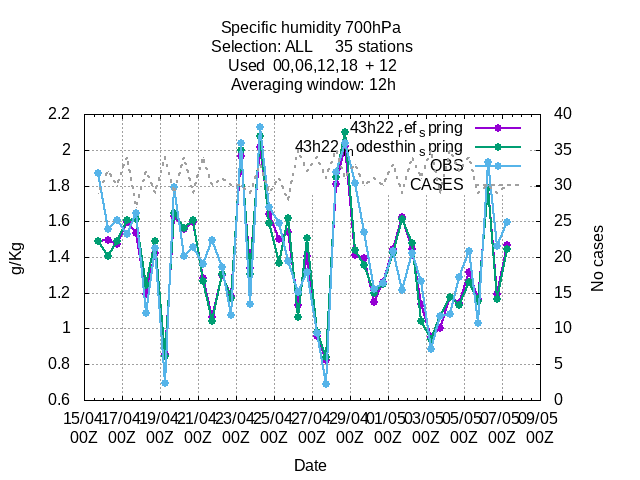 Specific humidity 700hPa
Selection: ALL 35 stations
Used 00,06,12,18 + 12
Averaging window: 12h
43h22_ref_spring
43h22_modesthin_spring
OBS
CASES
2.2
2
1.8
1.6
1.4
1.2
1
0.8
0.6
40
35
30
25
20
15
10
5
0
g/Kg
No cases
15/04 17/04 19/04 21/04 23/04 25/04 27/04 29/04 01/05 03/05 05/05 07/05 09/05
00Z 00Z 00Z 00Z 00Z 00Z 00Z 00Z 00Z 00Z 00Z 00Z 00Z
Date